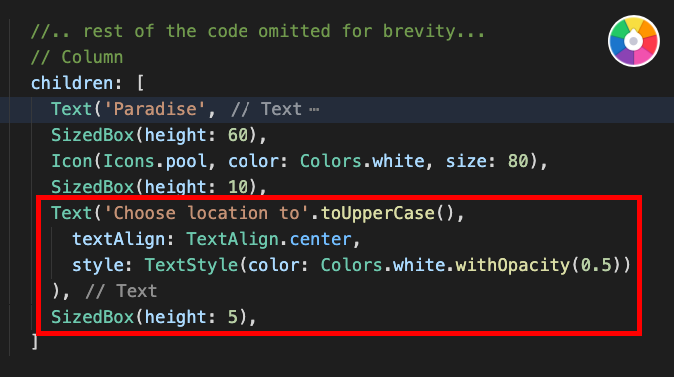 //.. rest of the code omitted for brevity...
// Column
children: [
Text('Paradise', // Text ⋯
SizedBox(height: 60),
Icon(Icons.pool, color: Colors.white, size: 80),
SizedBox(height: 10),
Text('Choose location to'.toUpperCase(),
textAlign: TextAlign.center,
style: TextStyle(color: Colors.white.withOpacity(0.5))
), // Text
SizedBox(height: 5),
]